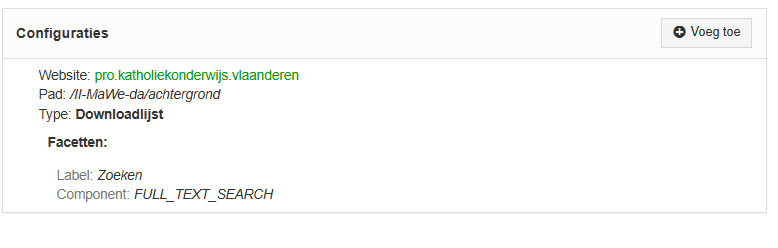 Configuraties
Voeg toe
Website: pro.katholiekonderwijs.vlaanderen
Pad: /II-MaWe-da/achtergrond
Type: Downloadlijst
Facetten:
Label: Zoeken
Component: FULL_TEXT_SEARCH